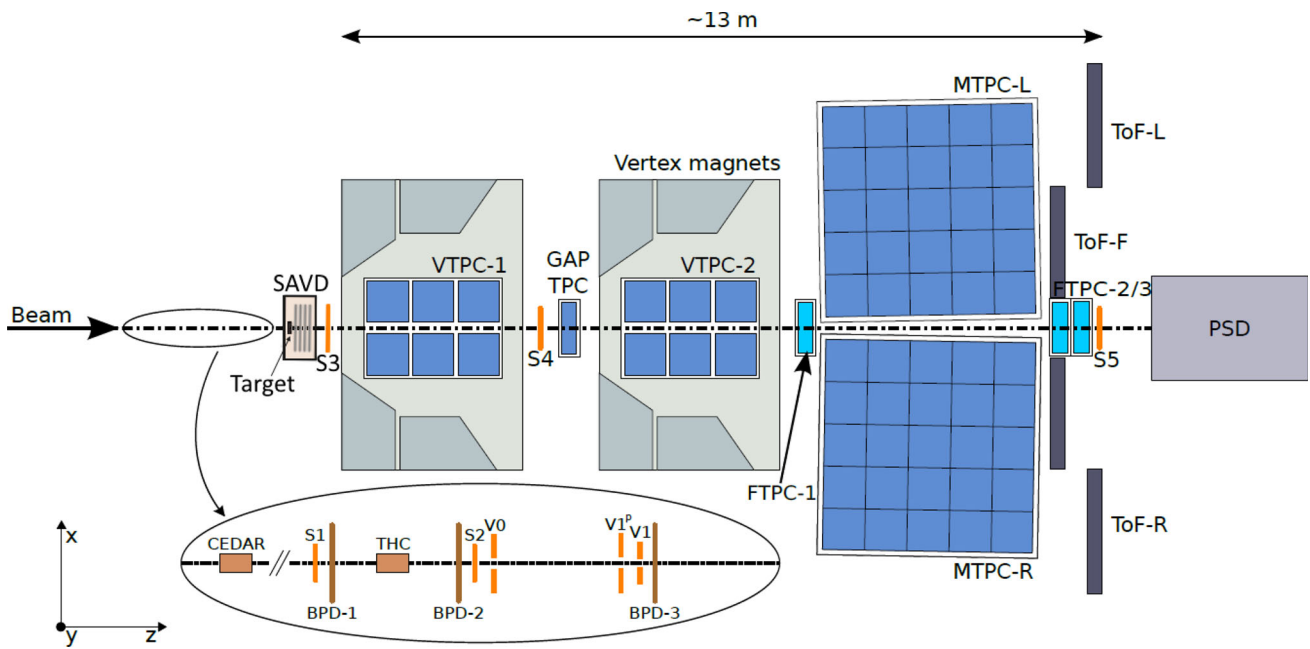 ~13 m
MTPC-L
ToF-L
Vertex magnets
ToF-F
VTPC-1
GAP
TPC
VTPC-2
SAVD
FTPC-2/3
Beam
PSD
S3
S4
S5
Target
FTPC-1
ToF-R
MTPC-R
x
y
z
CEDAR
S1
THC
S2
V0
V1p
V1
BPD-1
BPD-2
BPD-3